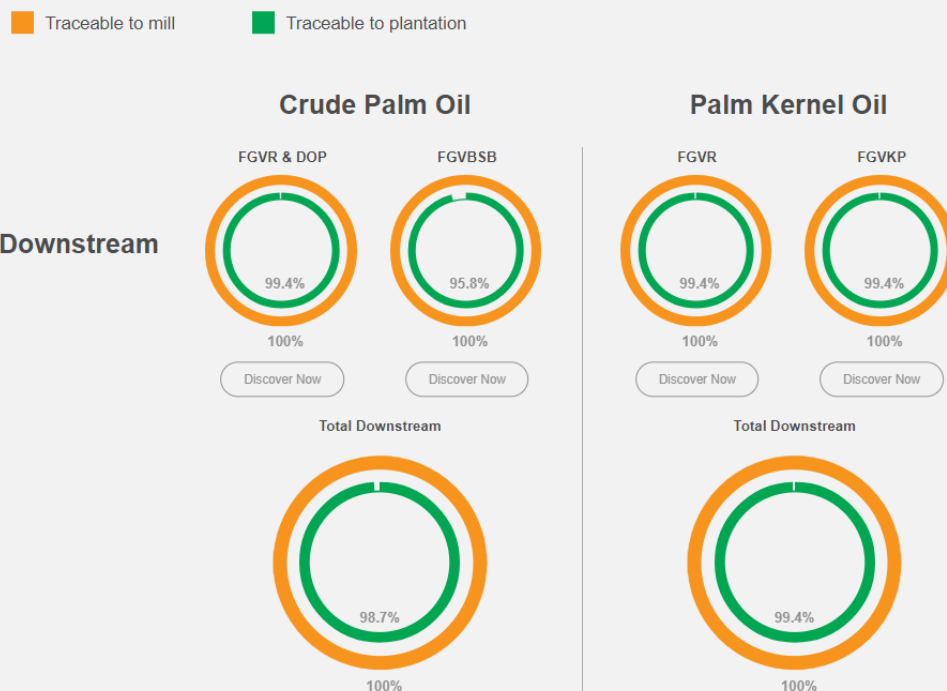 Traceable to mill
Traceable to plantation
Crude Palm Oil
Palm Kernel Oil
FGVR & DOP
FGVBSB
FGVR
FGVKP
Downstream
99.4%
95.8%
99.4%
99.4%
100%
100%
100%
100%
Discover Now
Discover Now
Discover Now
Discover Now
Total Downstream
Total Downstream
98.7%
99.4%
100%
100%